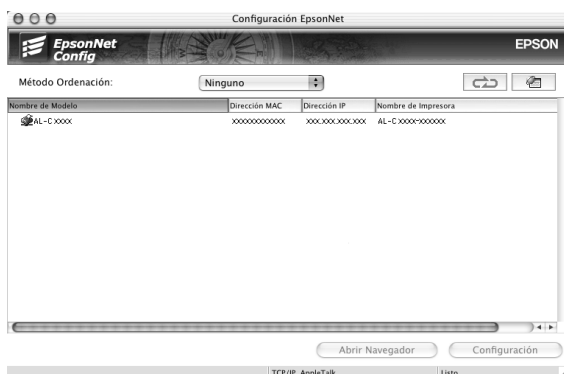 Configuración EpsonNet
EpsonNet
Config
EPSON
Método Ordenación: Ninguno
Nombre de Modelo Dirección MAC Dirección IP Nombre de Impresora
AL-C XXXX XXXXXXXXXXXX XXX.XXX.XXX.XXX AL-C XXXX-XXXXXX
Abrir Navegador Configuración
TCP/IP, AppleTalk Listo